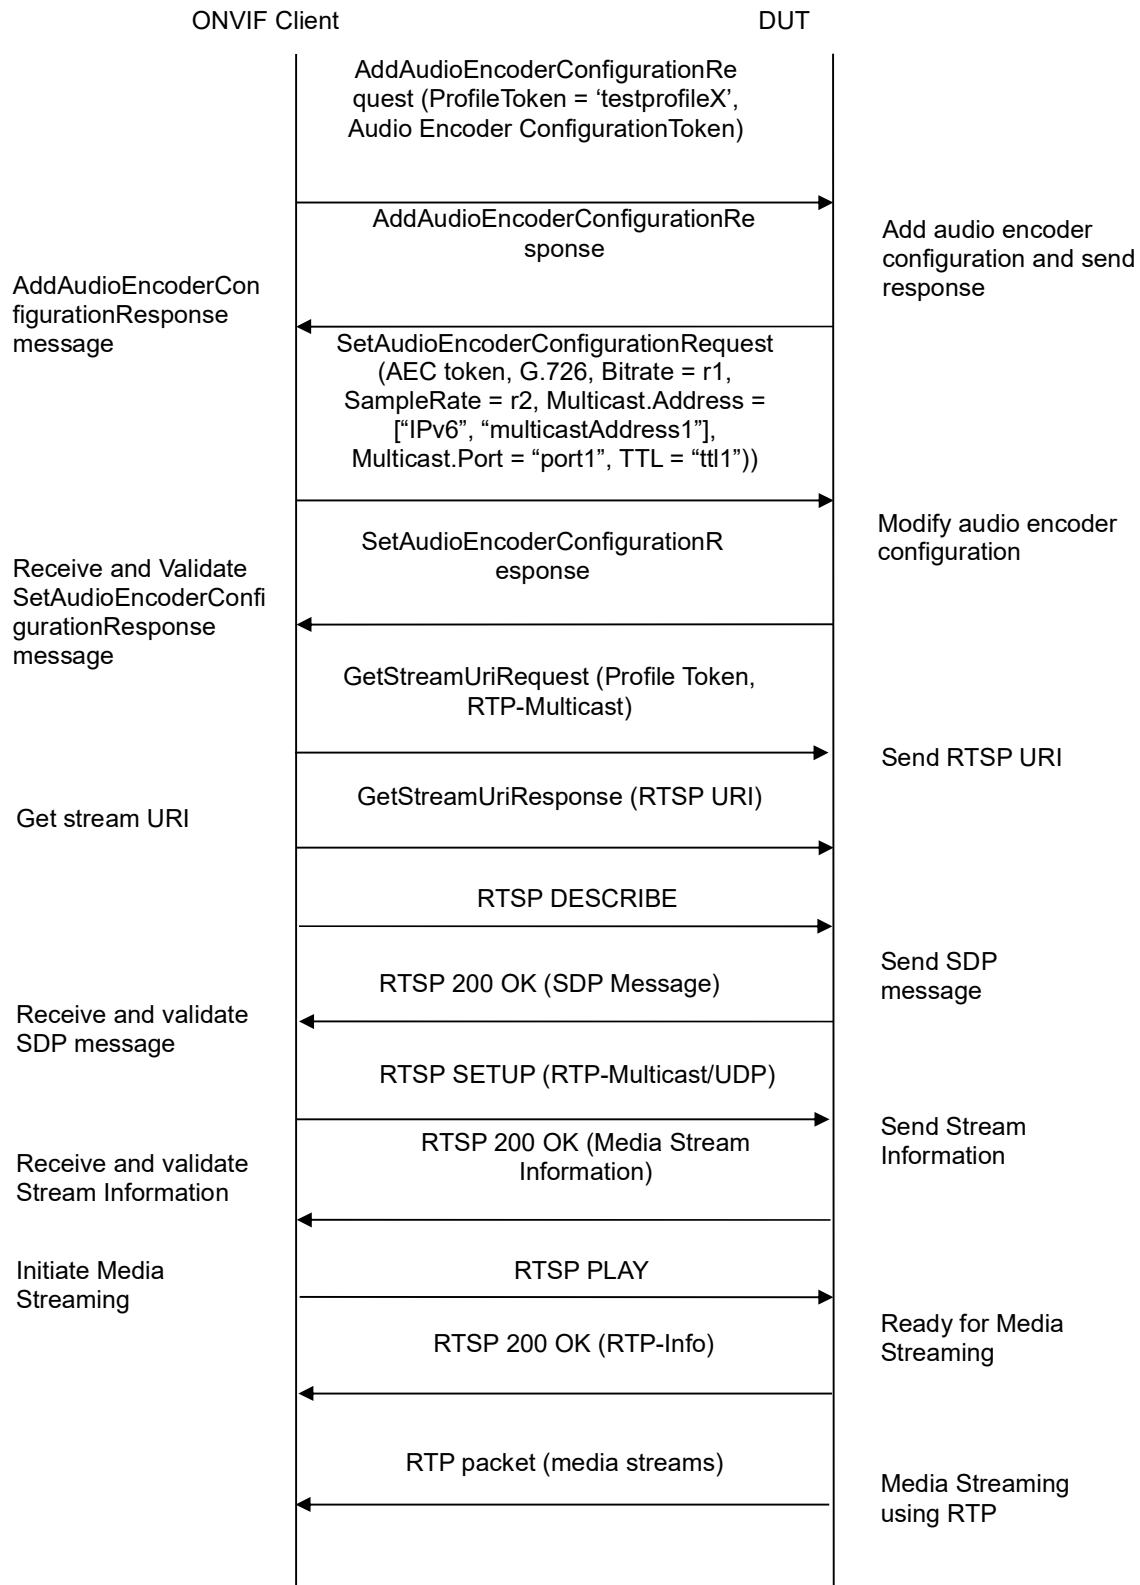 ONVIF Client
DUT
AddAudioEncoderConfigurationRe
quest (ProfileToken = ‘testprofileX’,
Audio Encoder ConfigurationToken)
AddAudioEncoderConfigurationRe
sponse
Add audio encoder
configuration and send
response
AddAudioEncoderCon
figurationResponse
message
SetAudioEncoderConfigurationRequest
(AEC token, G.726, Bitrate = r1,
SampleRate = r2, Multicast.Address =
[“IPv6”, “multicastAddress1”],
Multicast.Port = “port1”, TTL = “ttl1”))
Modify audio encoder
configuration
SetAudioEncoderConfigurationR
esponse
Receive and Validate
SetAudioEncoderConfi
gurationResponse
message
GetStreamUriRequest (Profile Token,
RTP-Multicast)
Send RTSP URI
GetStreamUriResponse (RTSP URI)
Get stream URI
RTSP DESCRIBE
Send SDP
message
RTSP 200 OK (SDP Message)
Receive and validate
SDP message
RTSP SETUP (RTP-Multicast/UDP)
Send Stream
Information
RTSP 200 OK (Media Stream
Information)
Receive and validate
Stream Information
Initiate Media
Streaming
RTSP PLAY
Ready for Media
Streaming
RTSP 200 OK (RTP-Info)
RTP packet (media streams)
Media Streaming
using RTP